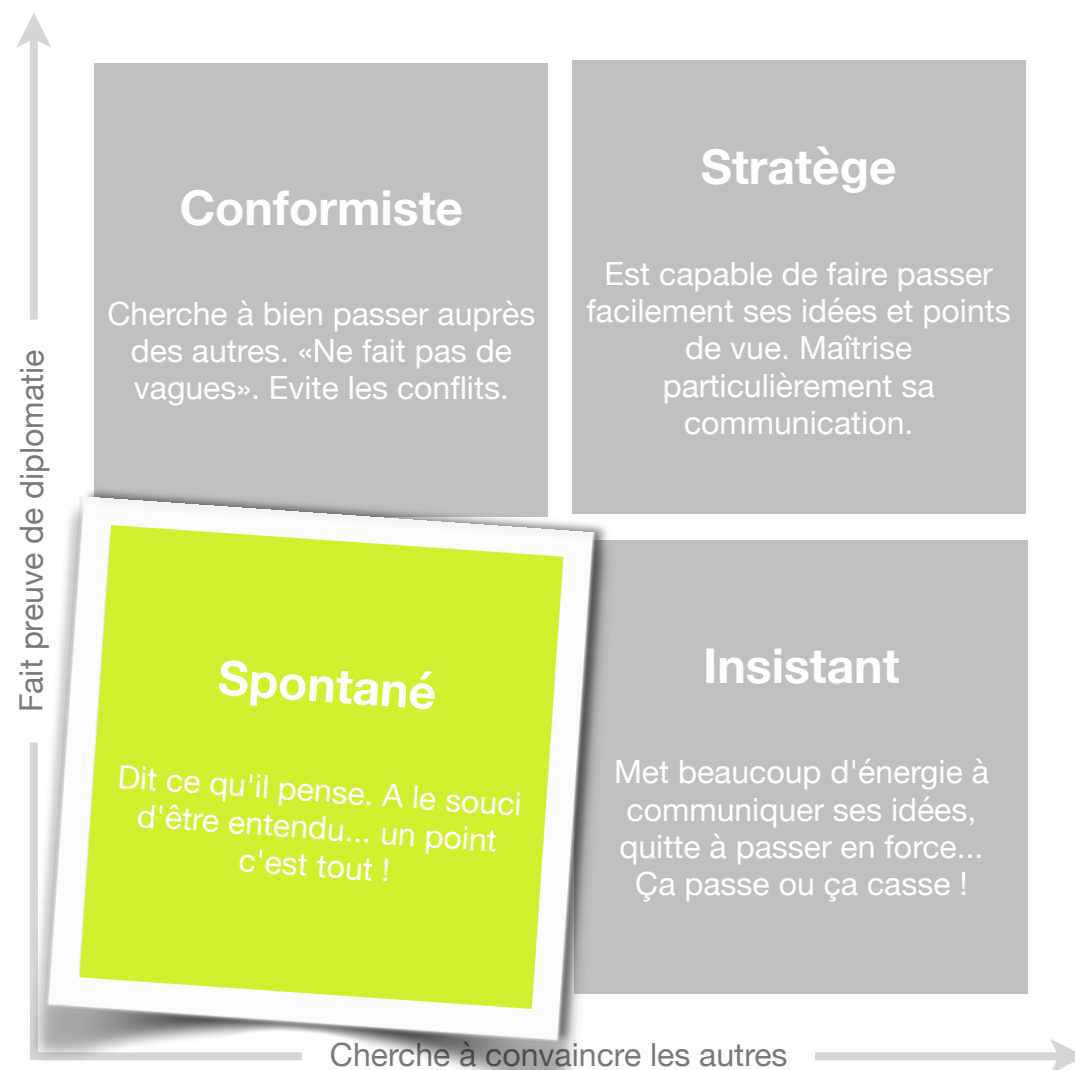 Conformiste
Cherche à bien passer auprès
des autres. «Ne fait pas de
vagues». Evite les conflits.
Stratège
Est capable de faire passer
facilement ses idées et points
de vue. Maîtrise
particulièrement sa
communication.
Fait preuve de diplomatie
Spontané
Dit ce qu'il pense. A le souci
d'être entendu... un point
c'est tout !
Insistant
Met beaucoup d'énergie à
communiquer ses idées,
quitte à passer en force...
Ça passe ou ça casse !
Cherche à convaincre les autres